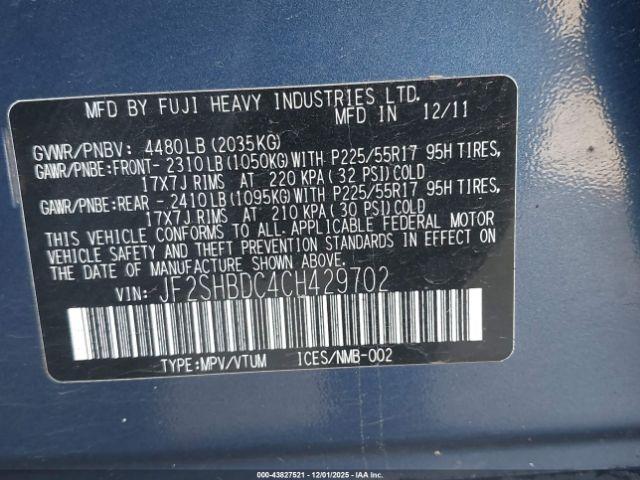 MFD BY FUJI HEAVY INDUSTRIES LTD.
MFD IN 12/11
GVWR/PNBV: 4480LB(2035KG)
GAWR/PNBE:FRONT- 2310LB(1050KG)WITH P225/55R17 95H TIRES,
17X7J RIMS AT 220 KPA(32 PSI)COLD
GAWR/PNBE:REAR - 2410LB(1095KG)WITH P225/55R17 95H TIRES,
17X7J RIMS AT 210 KPA(30 PSI)COLD
THIS VEHICLE CONFORMS TO ALL APPLICABLE FEDERAL MOTOR
VEHICLE SAFETY AND THEFT PREVENTION STANDARDS IN EFFECT ON
THE DATE OF MANUFACTURE SHOWN ABOVE.
VIN: JF2SHBDC4CH429702
TYPE:MPV/VTUM ICES/NMB-002
000-43827521 - 12/01/2025 - IAAI.COM